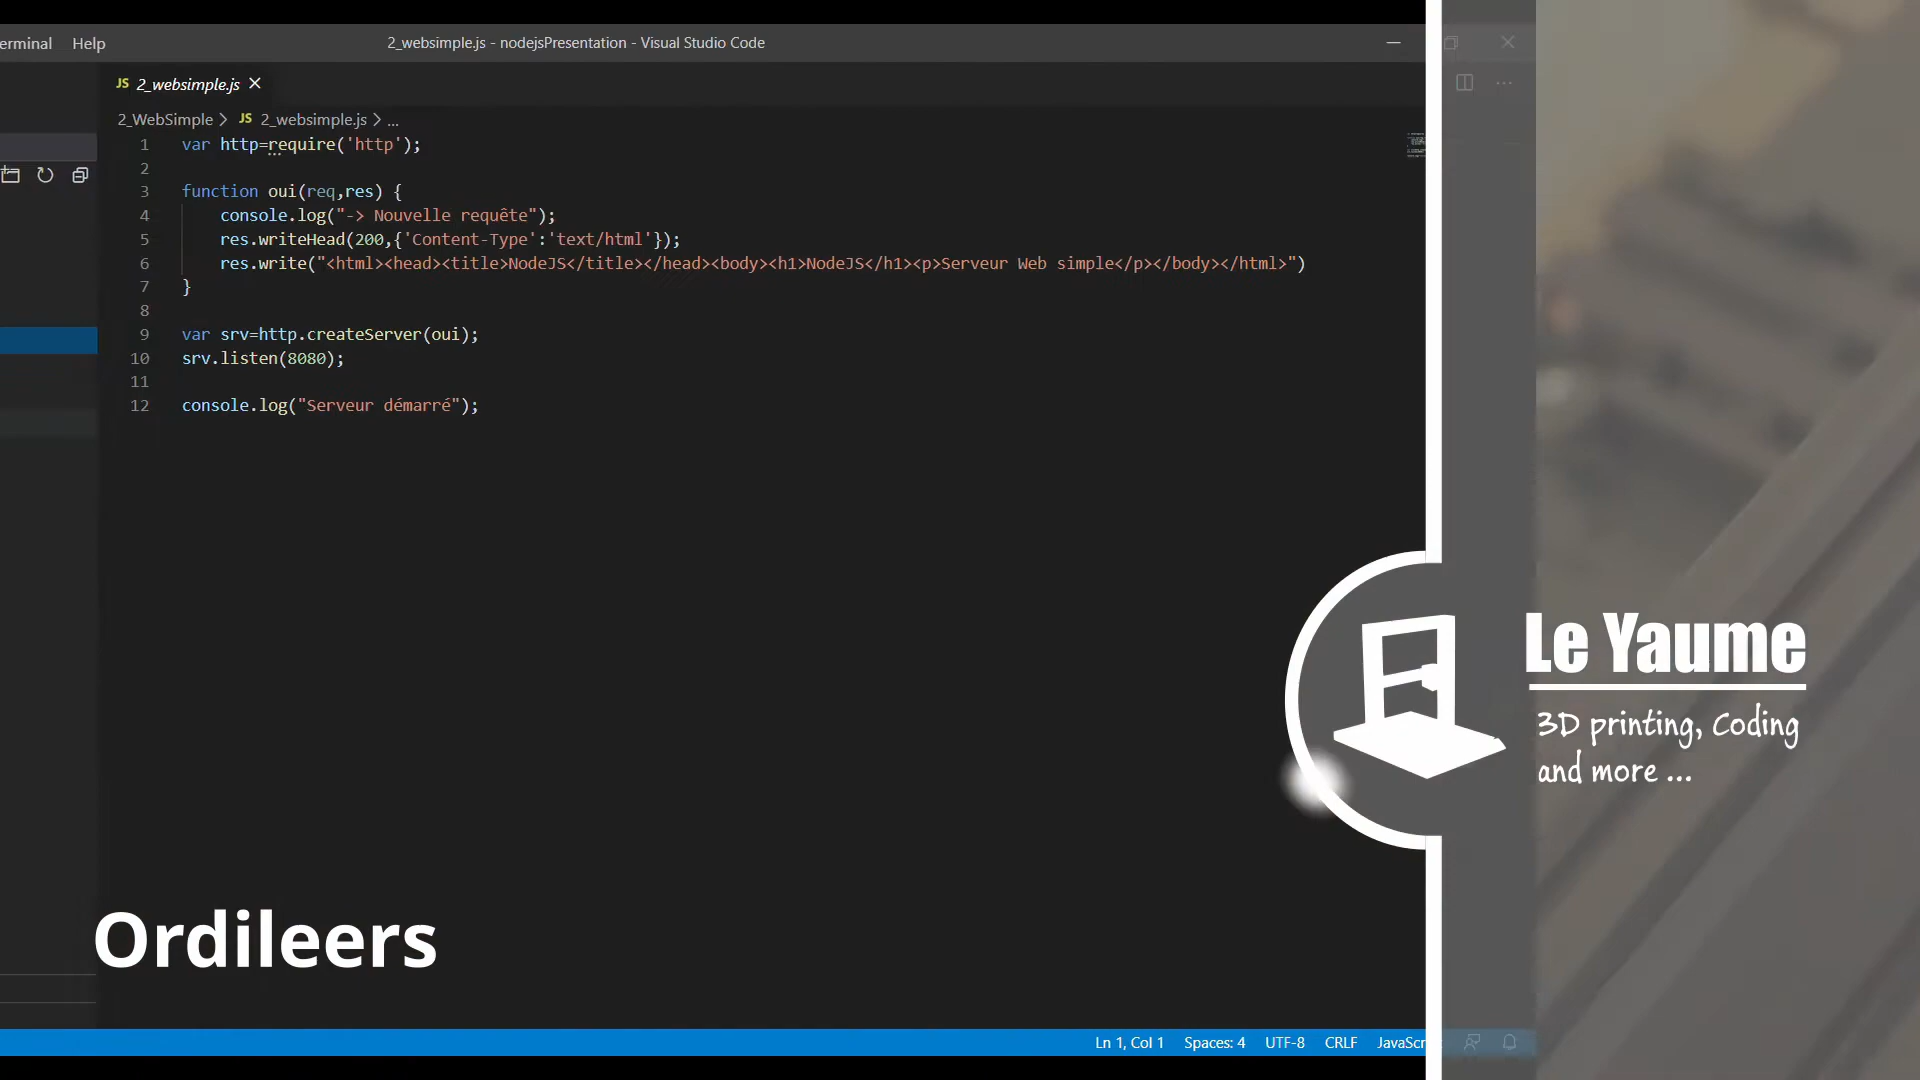 erminal Help
2_websimple.js - nodejsPresentation - Visual Studio Code
JS 2_websimple.js
2_WebSimple > JS 2_websimple.js > ...
1 var http=require('http');
2
3 function oui(req,res) {
4 console.log("-> Nouvelle requête");
5 res.writeHead(200,{'Content-Type':'text/html'});
6 res.write("<html><head><title>NodeJS</title></head><body><h1>NodeJS</h1><p>Serveur Web simple</p></body></html>")
7 }
8
9 var srv=http.createServer(oui);
10 srv.listen(8080);
11
12 console.log("Serveur démarré");
Le Yaume
3D printing, Coding
and more ...
Ordileers
Ln 1, Col 1 Spaces: 4 UTF-8 CRLF JavaScr